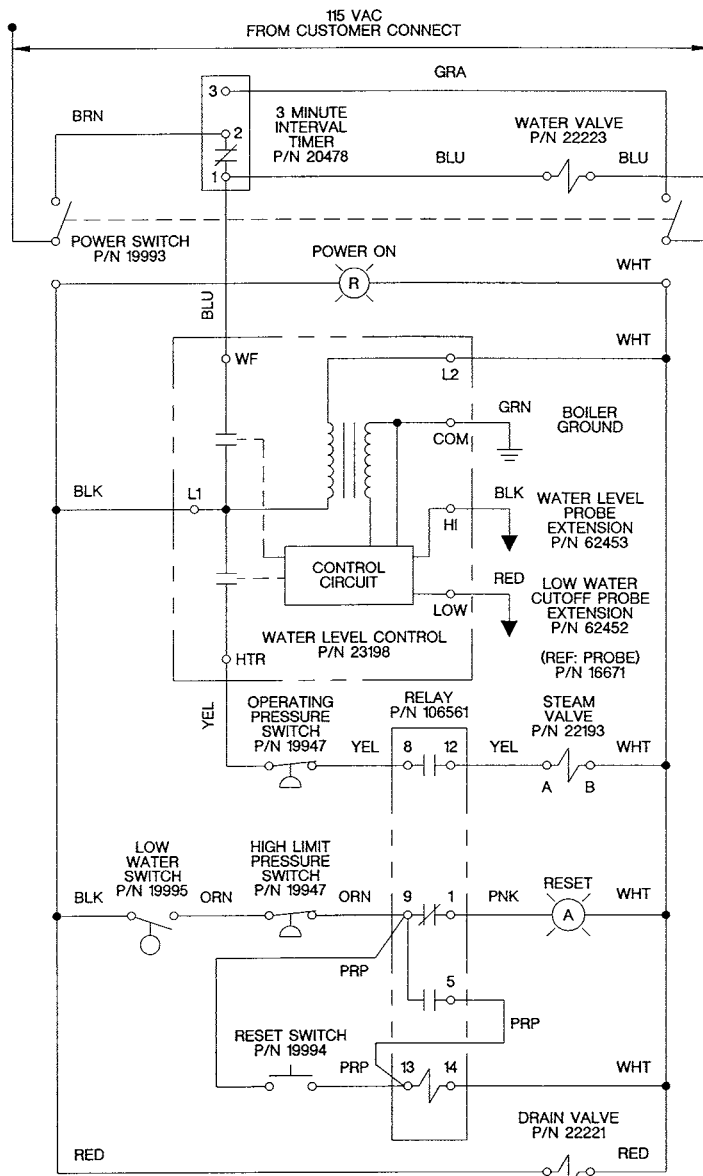 115 VAC
FROM CUSTOMER CONNECT
GRA
3
BRN
2
3 MINUTE
INTERVAL
TIMER
P/N 20478
WATER VALVE
P/N 22223
1
BLU
BLU
POWER SWITCH
P/N 19993
POWER ON
WHT
R
BLU
WF
WHT
L2
GRN
BOILER
GROUND
COM
BLK
L1
BLK
HI
WATER LEVEL
PROBE
EXTENSION
P/N 62453
CONTROL
CIRCUIT
RED
LOW
LOW WATER
CUTOFF PROBE
EXTENSION
P/N 62452
WATER LEVEL CONTROL
P/N 23198
HTR
(REF: PROBE)
P/N 16671
YEL
OPERATING
PRESSURE
SWITCH
P/N 19947
RELAY
P/N 106561
STEAM
VALVE
P/N 22193
YEL
8
12
YEL
WHT
A
B
LOW
WATER
SWITCH
P/N 19995
HIGH LIMIT
PRESSURE
SWITCH
P/N 19947
RESET
BLK
ORN
ORN
9
1
PNK
A
WHT
PRP
5
PRP
RESET SWITCH
P/N 19994
PRP
13
14
WHT
DRAIN VALVE
P/N 22221
RED
RED